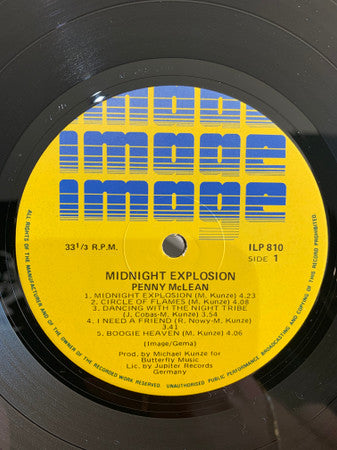 image
image
image
image
33 1/3 R.P.M.
ILP 810
SIDE 1
MIDNIGHT EXPLOSION
PENNY McLEAN
1. MIDNIGHT EXPLOSION (M. Kunze) 4.23
2. CIRCLE OF FLAMES (M. Kunze) 4.08
3. DANCING WITH THE NIGHT TRIBE
(J. Cobas-M. Kunze) 3.54
4. I NEED A FRIEND (R. Nowy-M. Kunze)
3.41
5. BOOGIE HEAVEN (M. Kunze) 4.06
(Image/Gema)
Prod. by Michael Kunze for
Butterfly Music
Lic. by Jupiter Records
Germany
ALL RIGHTS OF THE MANUFACTURER AND OF THE OWNER OF THE RECORDED WORK RESERVED. UNAUTHORISED PUBLIC PERFORMANCE, BROADCASTING AND COPYING OF THIS RECORD PROHIBITED.